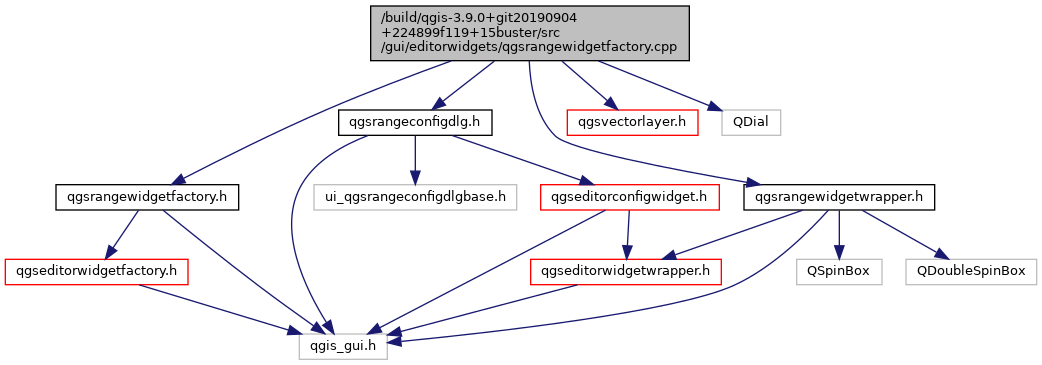 /build/qgis-3.9.0+git20190904
+224899f119+15buster/src
/gui/editorwidgets/qgsrangewidgetfactory.cpp
qgsrangeconfigdlg.h
qgsvectorlayer.h
QDial
qgsrangewidgetfactory.h
ui_qgsrangeconfigdlgbase.h
qgseditorconfigwidget.h
qgsrangewidgetwrapper.h
qgseditorwidgetfactory.h
qgseditorwidgetwrapper.h
QSpinBox
QDoubleSpinBox
qgis_gui.h